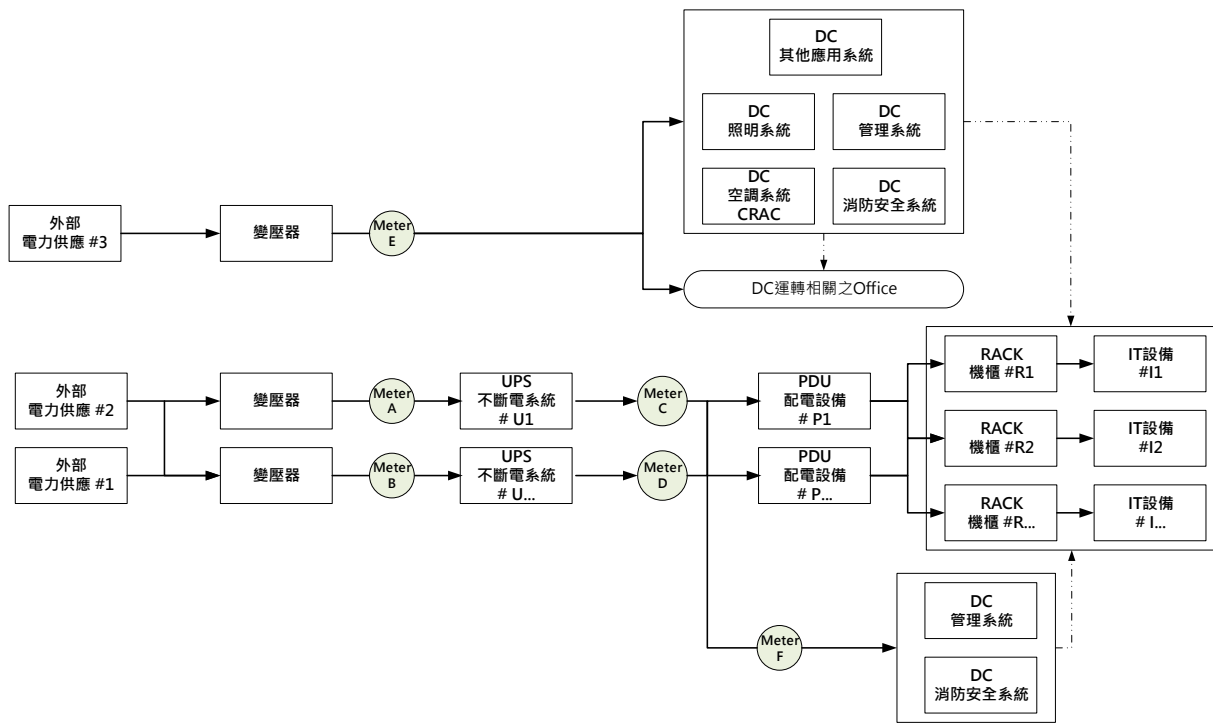 DC
其他應用系統
DC
照明系統
DC
管理系統
DC
空調系統
CRAC
DC
消防安全系統
外部
電力供應 #3
變壓器
Meter
E
DC運轉相關之Office
外部
電力供應 #2
變壓器
Meter
A
UPS
不斷電系統
# U1
Meter
C
PDU
配電設備
# P1
RACK
機櫃 #R1
IT設備
#I1
外部
電力供應 #1
變壓器
Meter
B
UPS
不斷電系統
# U...
Meter
D
PDU
配電設備
# P...
RACK
機櫃 #R2
IT設備
#I2
RACK
機櫃 #R...
IT設備
# I...
Meter
F
DC
管理系統
DC
消防安全系統